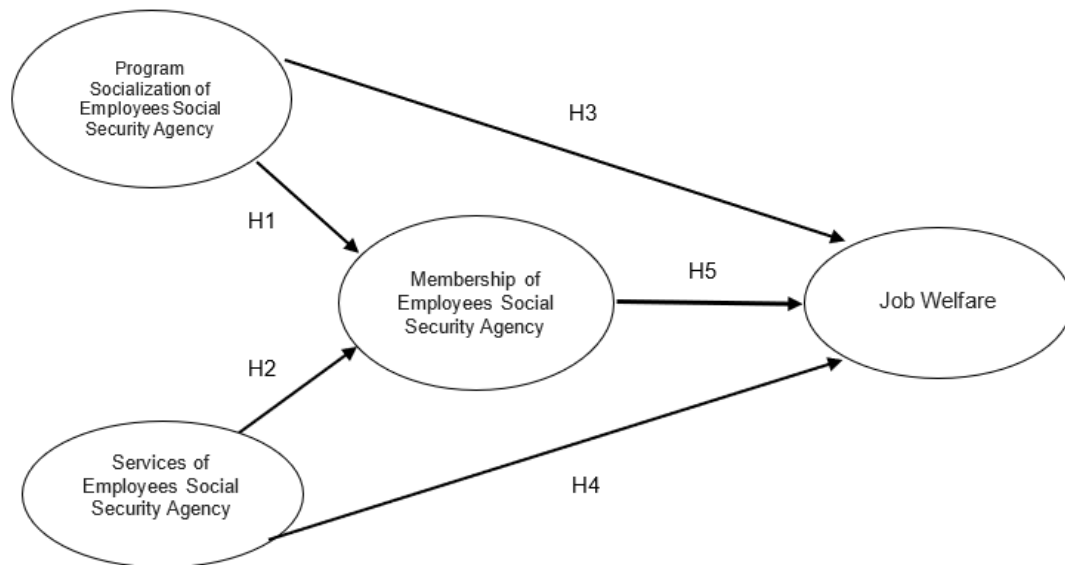 Program
Socialization of
Employees Social
Security Agency
H3
H1
Membership of
Employees Social
Security Agency
H5
Job Welfare
H2
Services of
Employees Social
Security Agency
H4